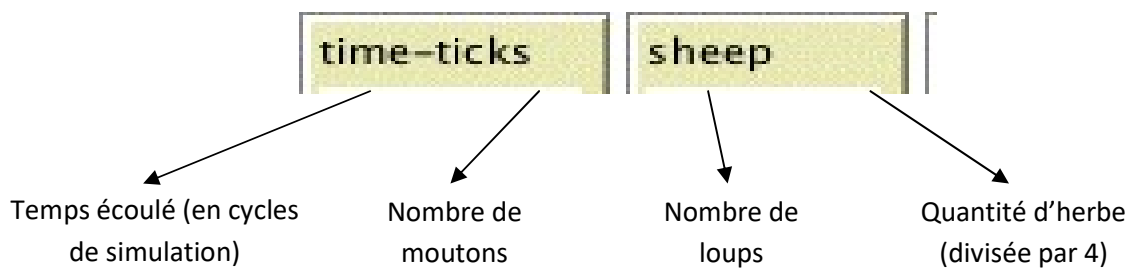 time-ticks sheep
Temps écoulé (en cycles
de simulation)
Nombre de
moutons
Nombre de
loups
Quantité d’herbe
(divisée par 4)